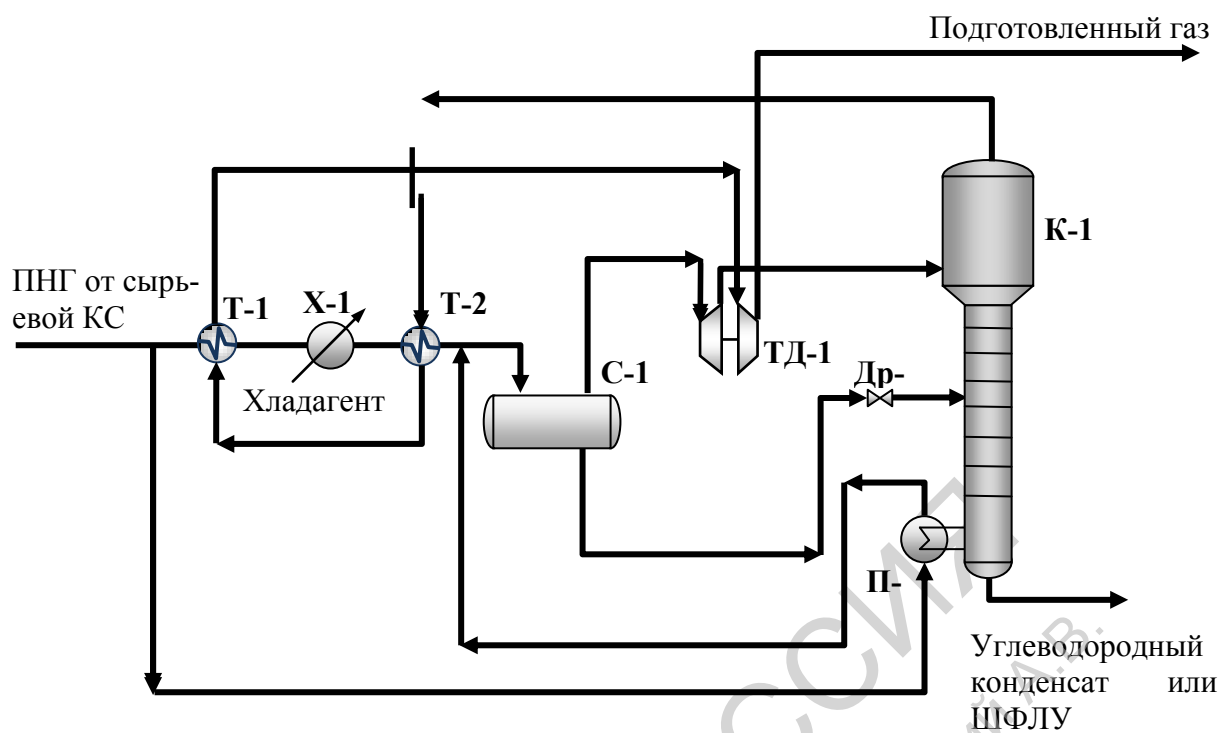 Подготовленный газ
К-1
ПНГ от сырь-
евой КС
Т-1
Х-1
Т-2
Хладагент
С-1
ТД-1
Др-
П-
Углеводородный
конденсат или
ШФЛУ
А.В.